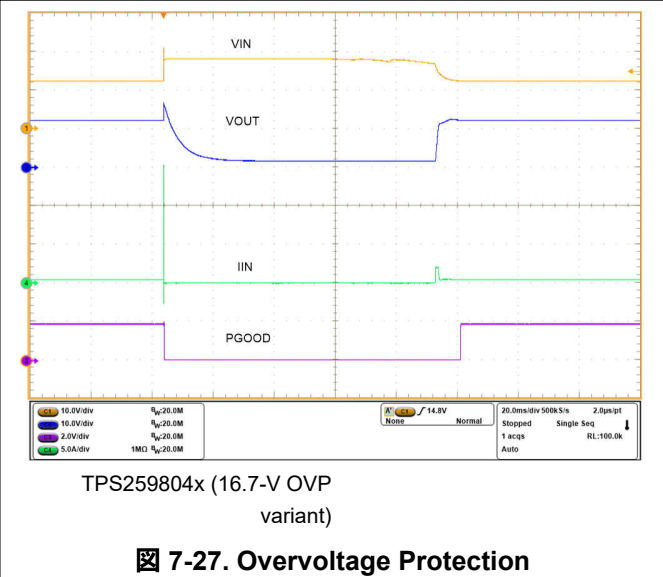 VIN
1
VOUT
IIN
4
PGOOD
3
C1 10.0V/div BW:20.0M
10.0V/div BW:20.0M
C3 2.0V/div BW:20.0M
C4 5.0A/div 1MΩ BW:20.0M
A' C1 ∫ 14.8V
None Normal
20.0ms/div 500kS/s 2.0µs/pt
Stopped Single Seq
1 acqs RL:100.0k
Auto
TPS259804x (16.7-V OVP
variant)
図 7-27. Overvoltage Protection